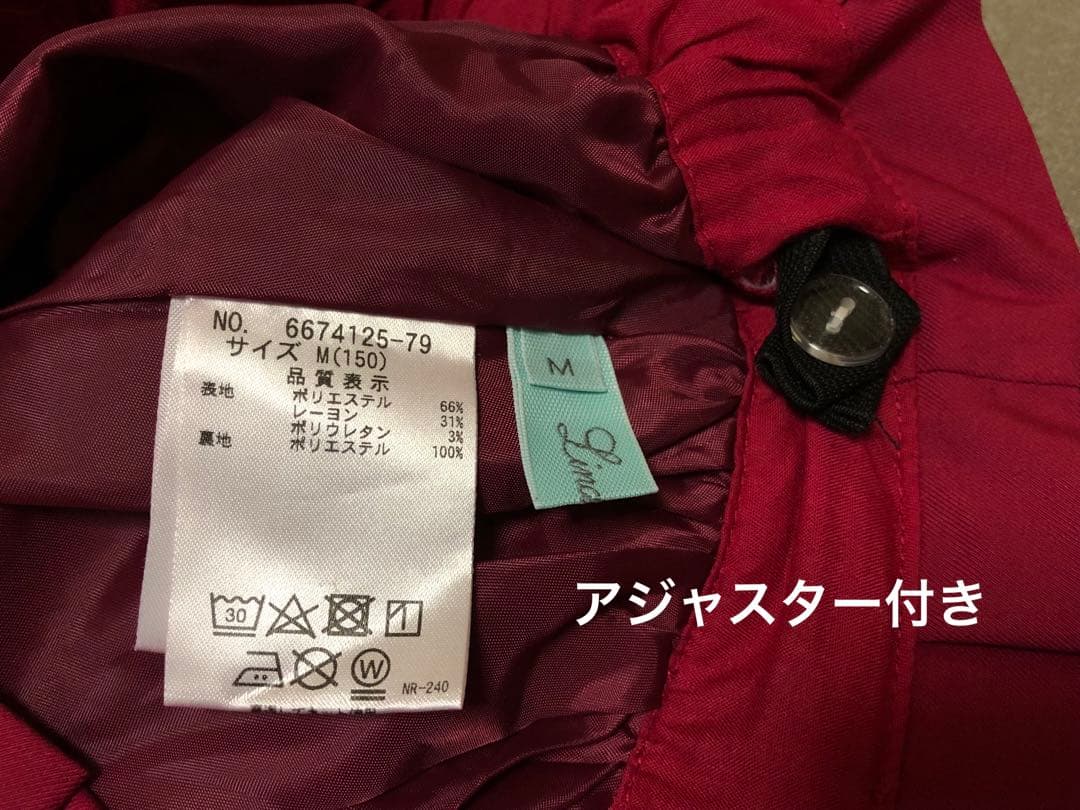 NO. 6674125-79
サイズ M(150)
品質表示
表地 ポリエステル 66%
レーヨン 31%
ポリウレタン 3%
裏地 ポリエステル 100%
30
W
NR-240
M
アジャスター付き